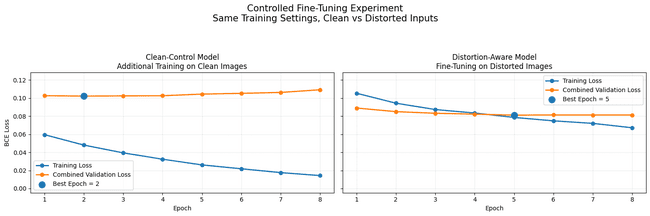 Controlled Fine-Tuning Experiment
Same Training Settings, Clean vs Distorted Inputs
Clean-Control Model
Additional Training on Clean Images
BCE Loss
0.12
0.10
0.08
0.06
0.04
0.02
0.00
Training Loss
Combined Validation Loss
Best Epoch = 2
1 2 3 4 5 6 7 8
Epoch
Distortion-Aware Model
Fine-Tuning on Distorted Images
Training Loss
Combined Validation Loss
Best Epoch = 5
1 2 3 4 5 6 7 8
Epoch